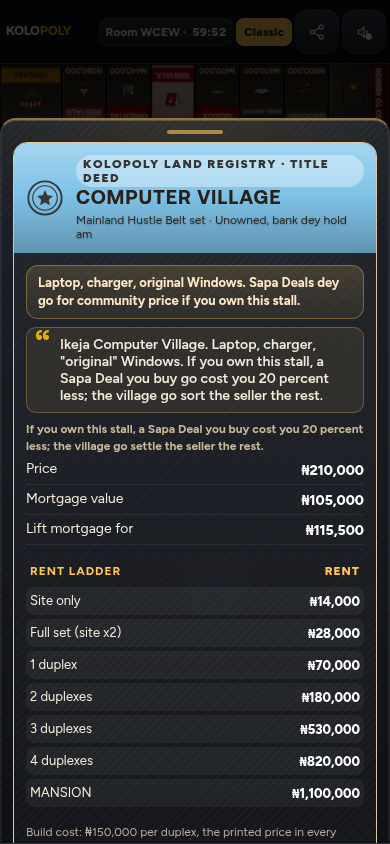 KOLOPOLY
Room WCEW · 59:52
Classic
KOLOPOLY LAND REGISTRY · TITLE
DEED
COMPUTER VILLAGE
Mainland Hustle Belt set · Unowned, bank dey hold
am
Laptop, charger, original Windows. Sapa Deals dey
go for community price if you own this stall.
Ikeja Computer Village. Laptop, charger,
"original" Windows. If you own this stall, a
Sapa Deal you buy go cost you 20 percent
less; the village go sort the seller the rest.
If you own this stall, a Sapa Deal you buy go cost you 20 percent
less; the village go settle the seller the rest.
Price ₦210,000
Mortgage value ₦105,000
Lift mortgage for ₦115,500
RENT LADDER RENT
Site only ₦14,000
Full set (site x2) ₦28,000
1 duplex ₦70,000
2 duplexes ₦180,000
3 duplexes ₦530,000
4 duplexes ₦820,000
MANSION ₦1,100,000
Build cost: ₦150,000 per duplex, the printed price in every